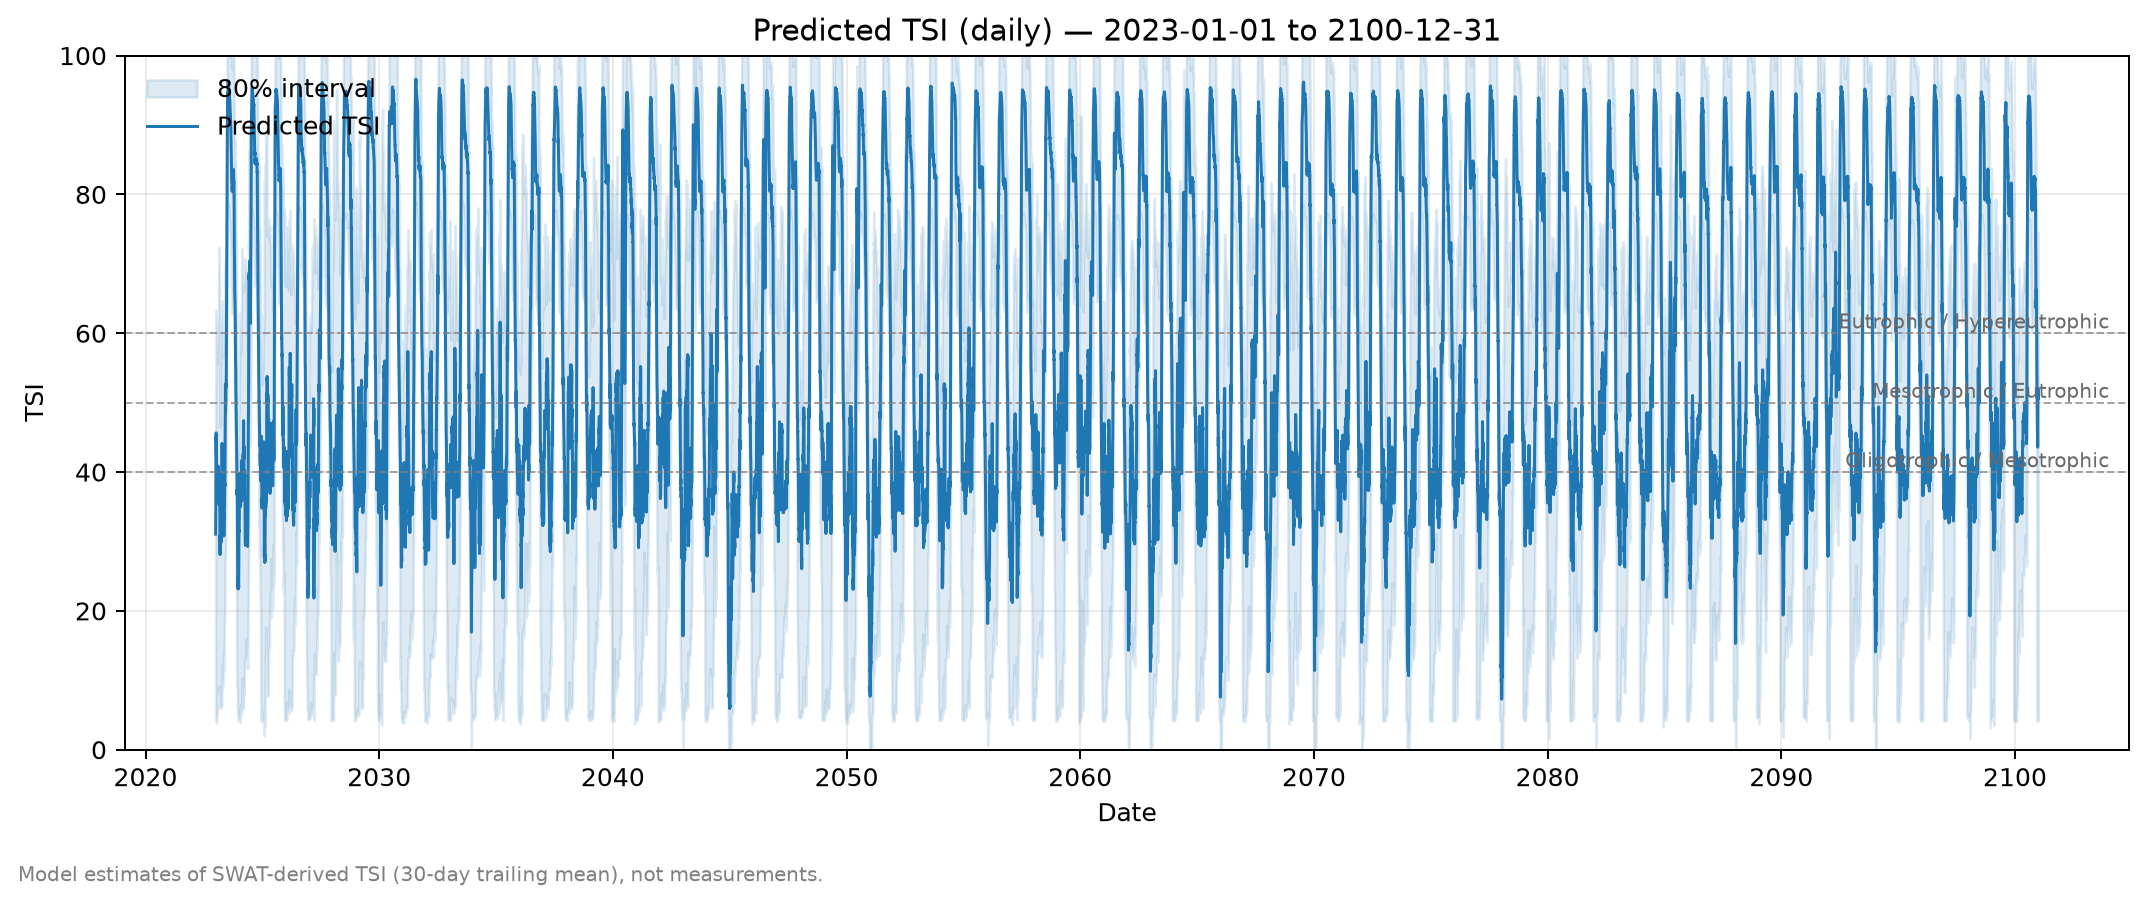 Predicted TSI (daily) — 2023-01-01 to 2100-12-31
100
80
60
40
20
0
TSI
80% interval
Predicted TSI
Eutrophic / Hypereutrophic
Mesotrophic / Eutrophic
Oligotrophic / Mesotrophic
2020 2030 2040 2050 2060 2070 2080 2090 2100
Date
Model estimates of SWAT-derived TSI (30-day trailing mean), not measurements.